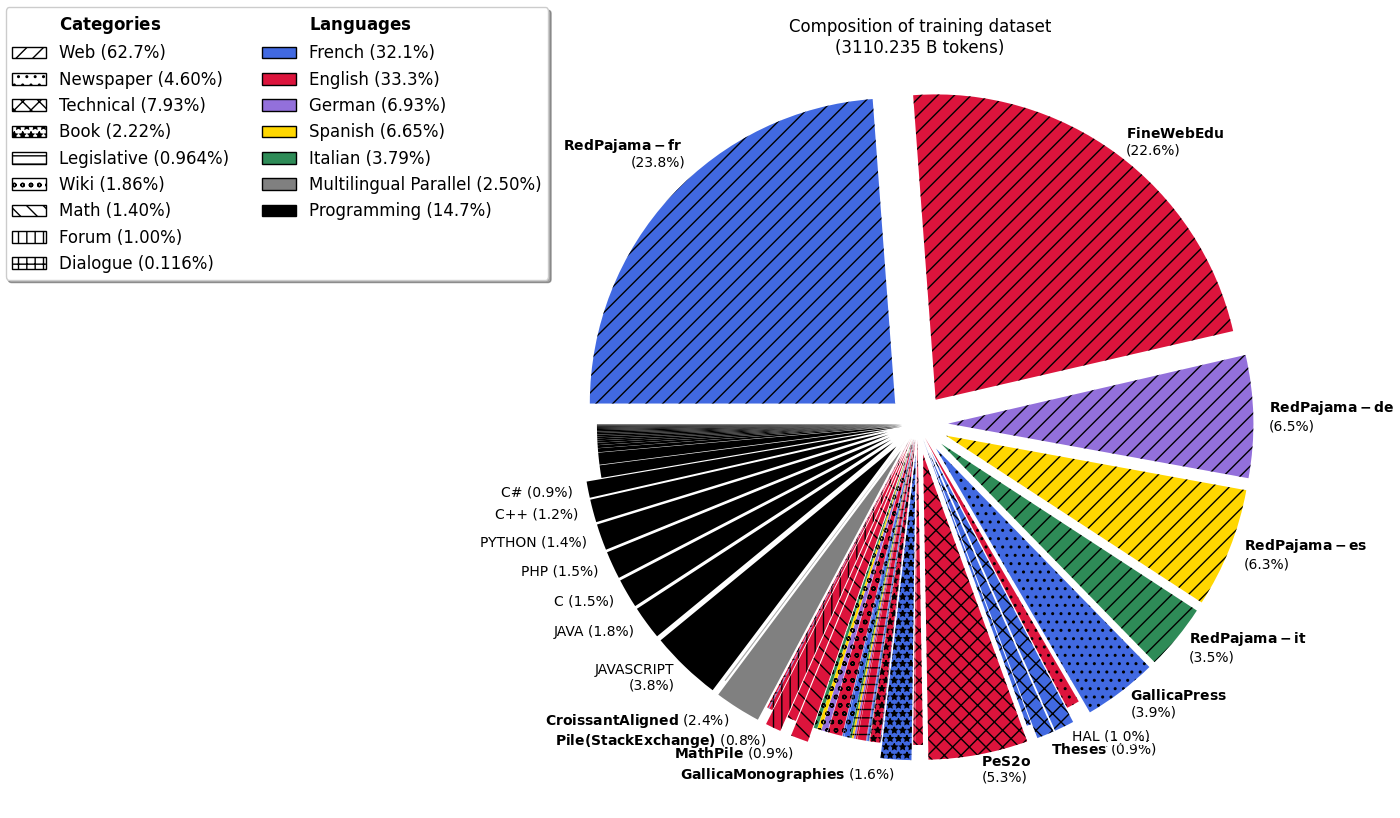 Categories
Web (62.7%)
Newspaper (4.60%)
Technical (7.93%)
Book (2.22%)
Legislative (0.964%)
Wiki (1.86%)
Math (1.40%)
Forum (1.00%)
Dialogue (0.116%)
Languages
French (32.1%)
English (33.3%)
German (6.93%)
Spanish (6.65%)
Italian (3.79%)
Multilingual Parallel (2.50%)
Programming (14.7%)
Composition of training dataset
(3110.235 B tokens)
RedPajama-fr
(23.8%)
FineWebEdu
(22.6%)
RedPajama-de
(6.5%)
RedPajama-es
(6.3%)
RedPajama-it
(3.5%)
GallicaPress
(3.9%)
HAL (1 0%)
Theses (0.9%)
PeS2o
(5.3%)
GallicaMonographies (1.6%)
MathPile (0.9%)
Pile(StackExchange) (0.8%)
CroissantAligned (2.4%)
JAVASCRIPT
(3.8%)
JAVA (1.8%)
C (1.5%)
PHP (1.5%)
PYTHON (1.4%)
C++ (1.2%)
C# (0.9%)